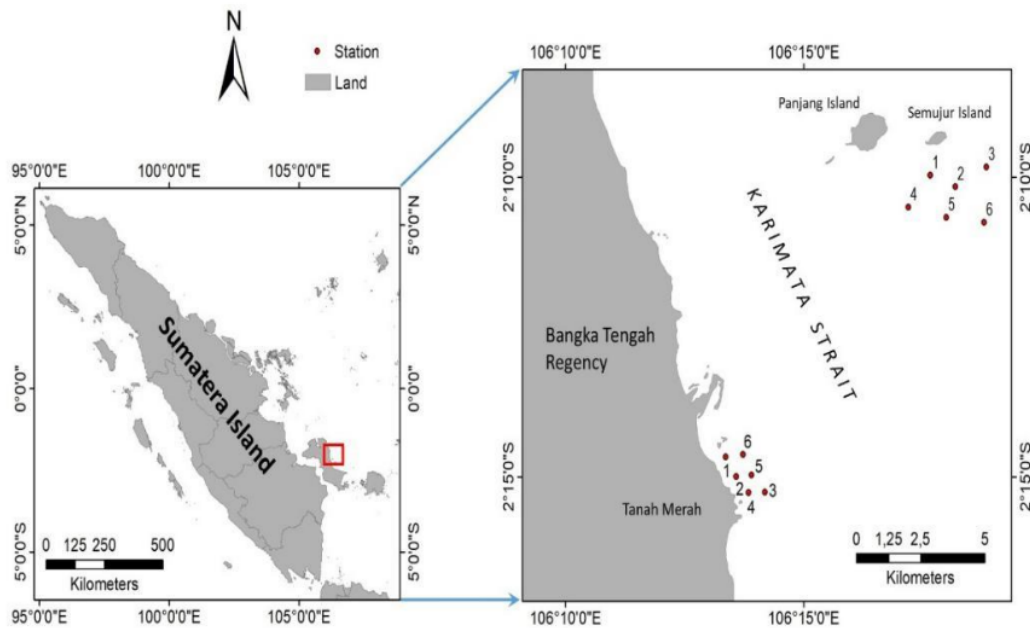 N
Station
Land
95°0'0"E 100°0'0"E 105°0'0"E
5°0'0"N
0°0'0"
5°0'0"S
Sumatera Island
0 125 250 500
Kilometers
5°0'0"N
0°0'0"
5°0'0"S
95°0'0"E 100°0'0"E 105°0'0"E
106°10'0"E 106°15'0"E
Panjang Island
Semujur Island
1
2
3
4
5
6
2°10'0"S
2°10'0"S
KARIMATA STRAIT
Bangka Tengah
Regency
6
1
5
2
3
4
Tanah Merah
2°15'0"S
2°15'0"S
0 1,25 2,5 5
Kilometers
106°10'0"E 106°15'0"E